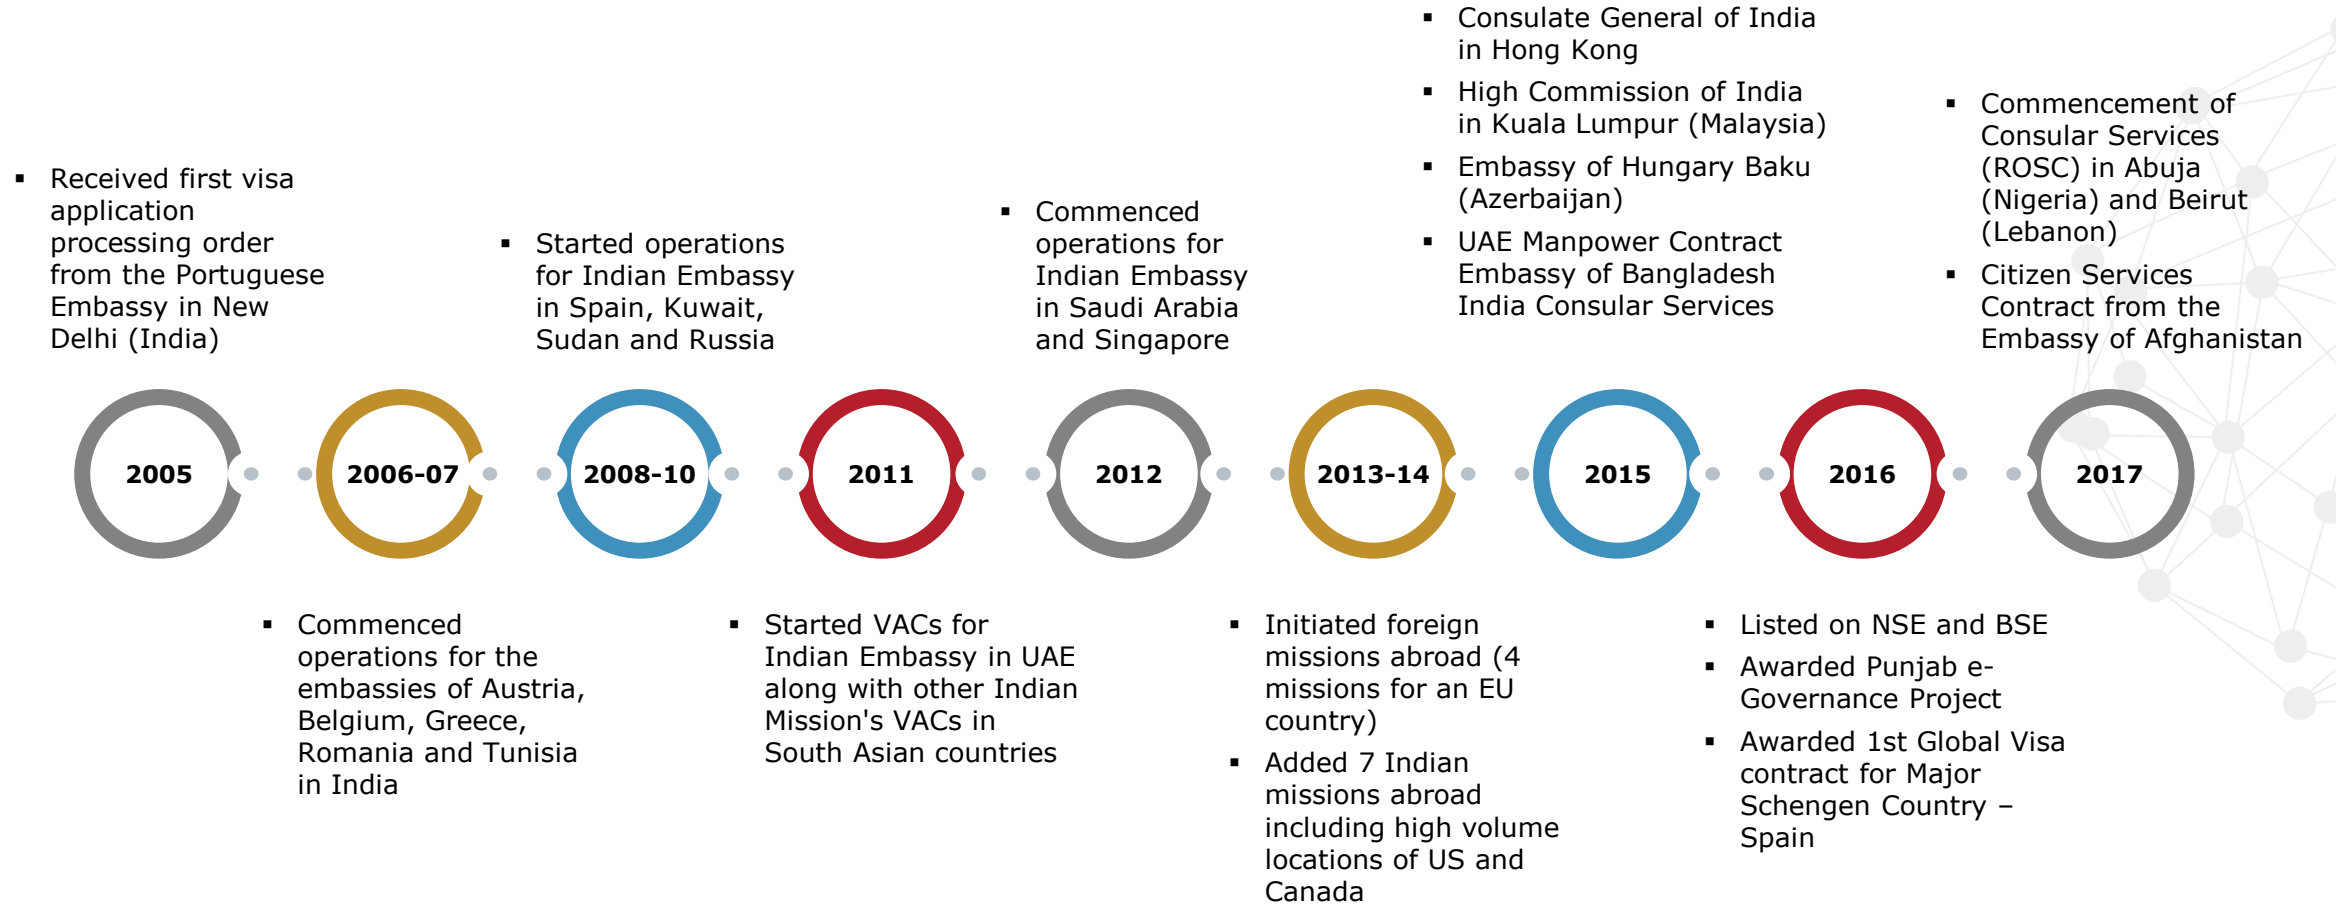 ▪ Received first visa
application
processing order
from the Portuguese
Embassy in New
Delhi (India)
▪ Started operations
for Indian Embassy
in Spain, Kuwait,
Sudan and Russia
▪ Commenced
operations for
Indian Embassy
in Saudi Arabia
and Singapore
▪ Consulate General of India
in Hong Kong
▪ High Commission of India
in Kuala Lumpur (Malaysia)
▪ Embassy of Hungary Baku
(Azerbaijan)
▪ UAE Manpower Contract
Embassy of Bangladesh
India Consular Services
▪ Commencement of
Consular Services
(ROSC) in Abuja
(Nigeria) and Beirut
(Lebanon)
▪ Citizen Services
Contract from the
Embassy of Afghanistan
2005
2006-07
2008-10
2011
2012
2013-14
2015
2016
2017
▪ Commenced
operations for the
embassies of Austria,
Belgium, Greece,
Romania and Tunisia
in India
▪ Started VACs for
Indian Embassy in UAE
along with other Indian
Mission's VACs in
South Asian countries
▪ Initiated foreign
missions abroad (4
missions for an EU
country)
▪ Added 7 Indian
missions abroad
including high volume
locations of US and
Canada
▪ Listed on NSE and BSE
▪ Awarded Punjab e-
Governance Project
▪ Awarded 1st Global Visa
contract for Major
Schengen Country –
Spain